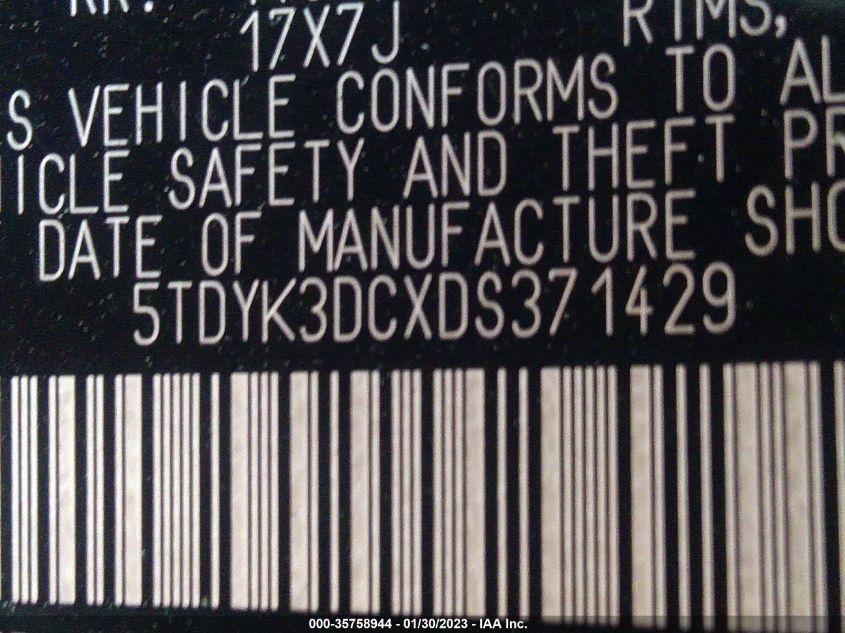 17X7J RIMS,
S VEHICLE CONFORMS TO AL
ICLE SAFETY AND THEFT PR
DATE OF MANUFACTURE SHO
5TDYK3DCXDS371429
000-35758944 - 01/30/2023 - IAA Inc.